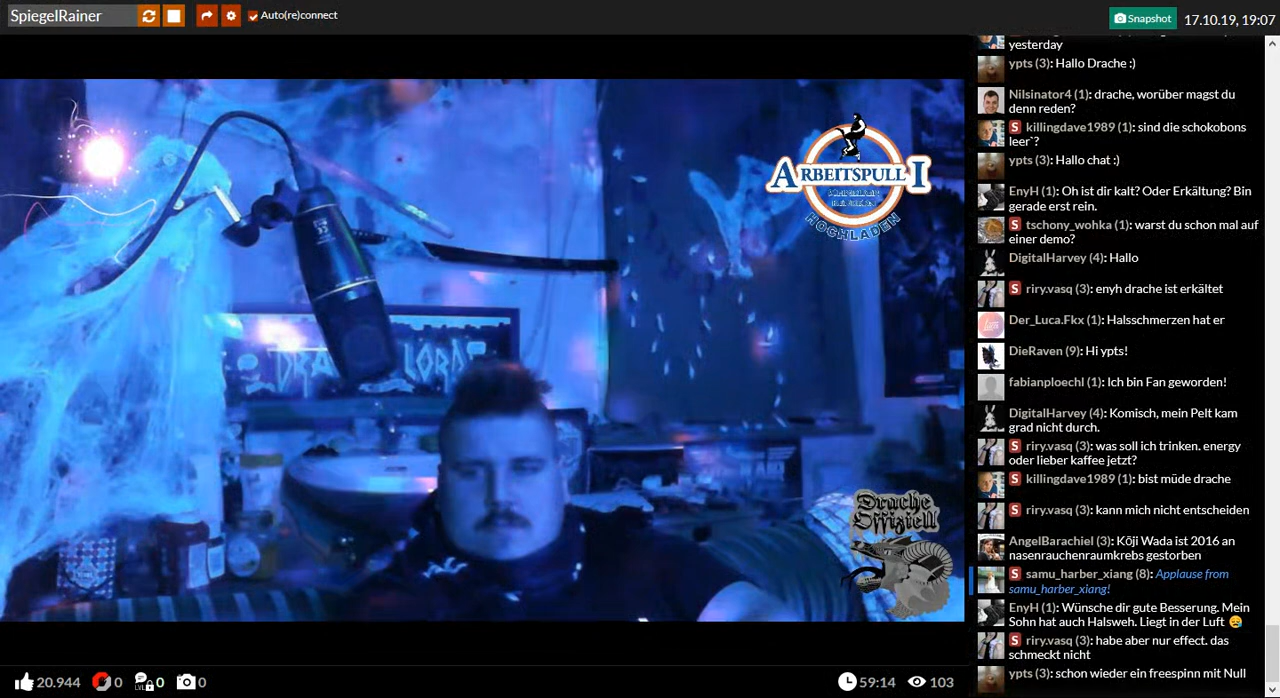 SpiegelRainer
Auto(re)connect
Snapshot
17.10.19, 19:07
ARBEITSPULLI
HOCHLADEN
LORD
Drache
Offiziell
yesterday
ypts (3): Hallo Drache :)
Nilsinator4 (1): drache, worüber magst du
denn reden?
S killingdave1989 (1): sind die schokobons
leer`?
ypts (3): Hallo chat :)
EnyH (1): Oh ist dir kalt? Oder Erkältung? Bin
gerade erst rein.
S tschony_wohka (1): warst du schon mal auf
einer demo?
DigitalHarvey (4): Hallo
S riry.vasq (3): enyh drache ist erkältet
Der_Luca.Fkx (1): Halsschmerzen hat er
DieRaven (9): Hi ypts!
fabianploechl (1): Ich bin Fan geworden!
DigitalHarvey (4): Komisch, mein Pelt kam
grad nicht durch.
S riry.vasq (3): was soll ich trinken. energy
oder lieber kaffee jetzt?
S killingdave1989 (1): bist müde drache
S riry.vasq (3): kann mich nicht entscheiden
AngelBarachiel (3): Kōji Wada ist 2016 an
nasenrauchenraumkrebs gestorben
S samu_harber_xiang (8): Applause from
samu_harber_xiang!
EnyH (1): Wünsche dir gute Besserung. Mein
Sohn hat auch Halsweh. Liegt in der Luft 😪
S riry.vasq (3): habe aber nur effect. das
schmeckt nicht
ypts (3): schon wieder ein freespinn mit Null
20.944
0
LVL 0
0
59:14
103